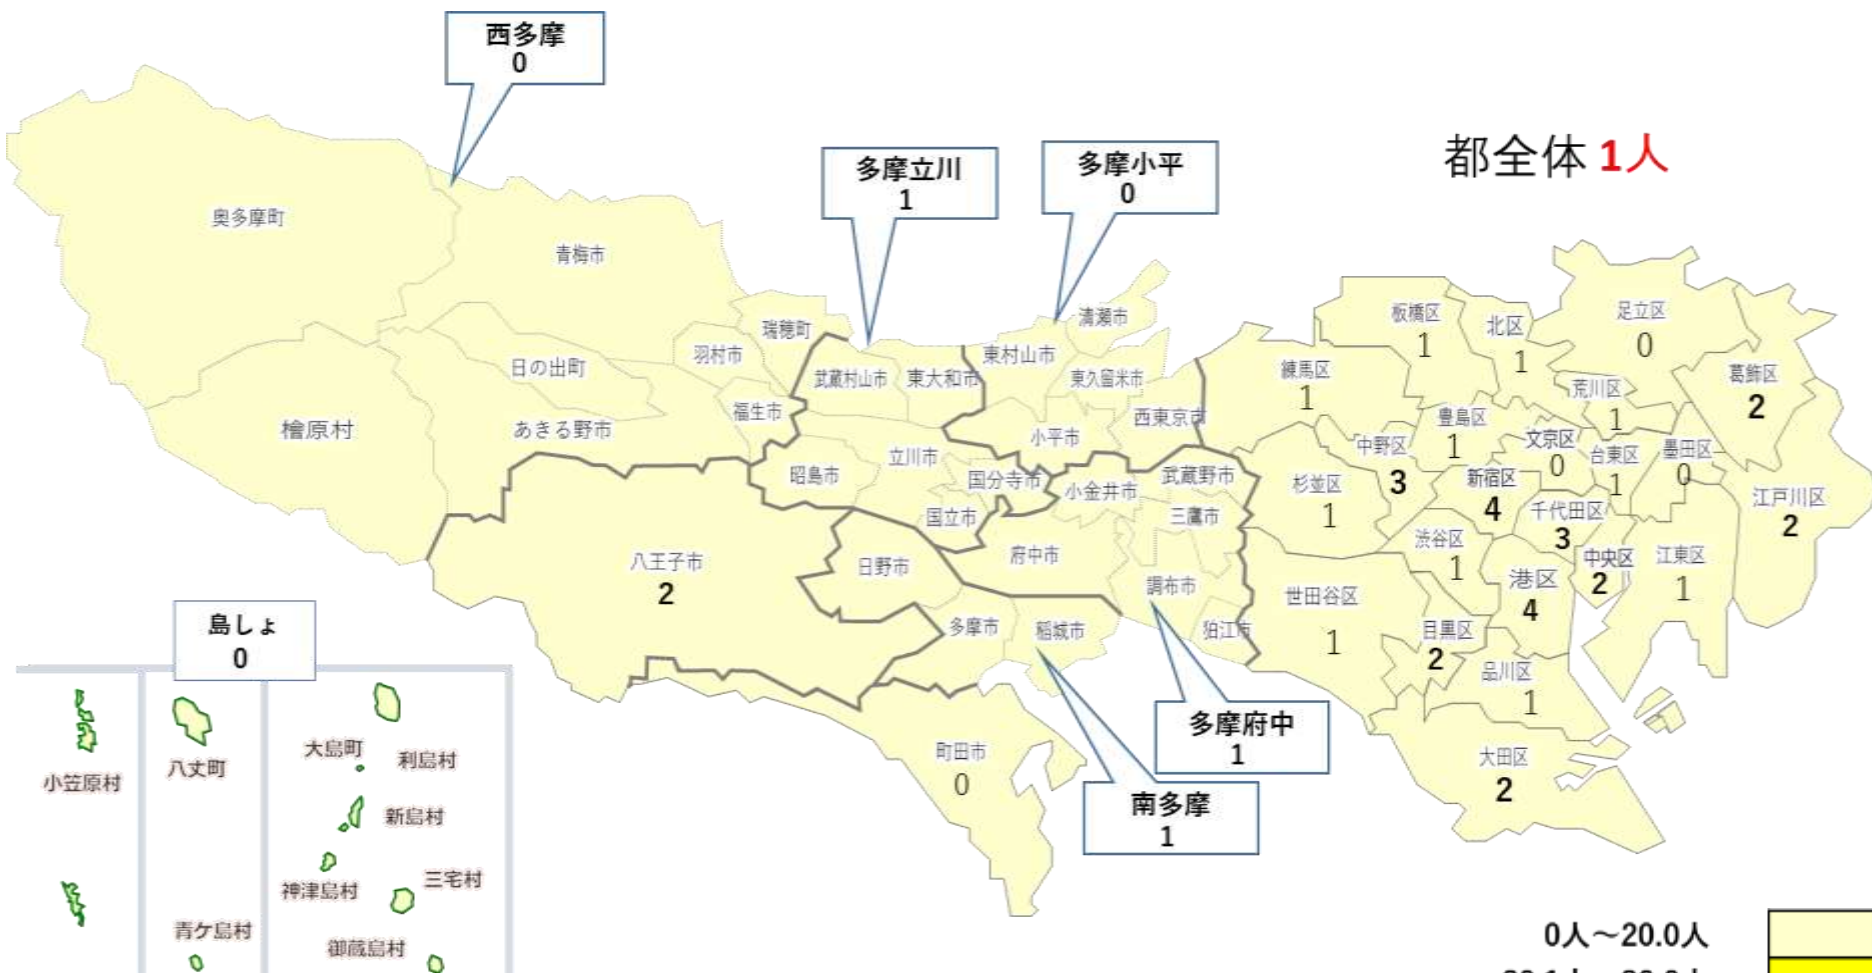 西多摩
0
多摩立川
1
多摩小平
0
都全体 1人
奥多摩町
青梅市
瑞穂町
羽村市
日の出町
福生市
檜原村
あきる野市
武蔵村山市
東大和市
東村山市
清瀬市
東久留米市
西東京市
小平市
立川市
昭島市
国分寺市
小金井市
武蔵野市
国立市
三鷹市
府中市
調布市
狛江市
八王子市
2
日野市
多摩市
稲城市
町田市
0
多摩府中
1
南多摩
1
板橋区
1
北区
1
足立区
0
葛飾区
2
練馬区
1
荒川区
1
豊島区
1
文京区
0
台東区
1
墨田区
0
中野区
3
新宿区
4
杉並区
1
千代田区
3
江戸川区
2
渋谷区
1
港区
4
中央区
2
江東区
1
世田谷区
1
目黒区
2
品川区
1
大田区
2
島しょ
0
小笠原村
八丈町
青ケ島村
大島町
利島村
新島村
神津島村
三宅村
御蔵島村
0人～20.0人